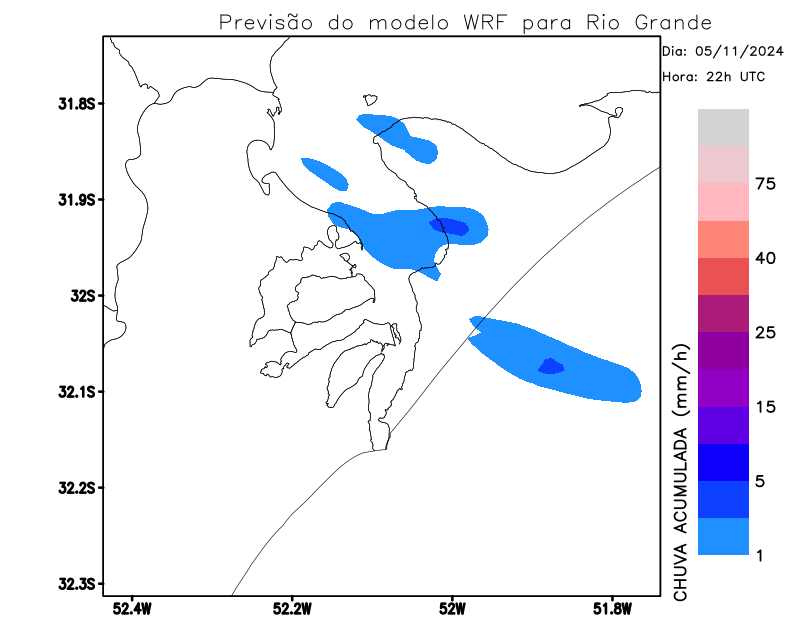 Previsão do modelo WRF para Rio Grande
Dia: 05/11/2024
Hora: 22h UTC
31.8S
31.9S
32S
32.1S
32.2S
32.3S
52.4W
52.2W
52W
51.8W
75
40
25
15
5
1
CHUVA ACUMULADA (mm/h)